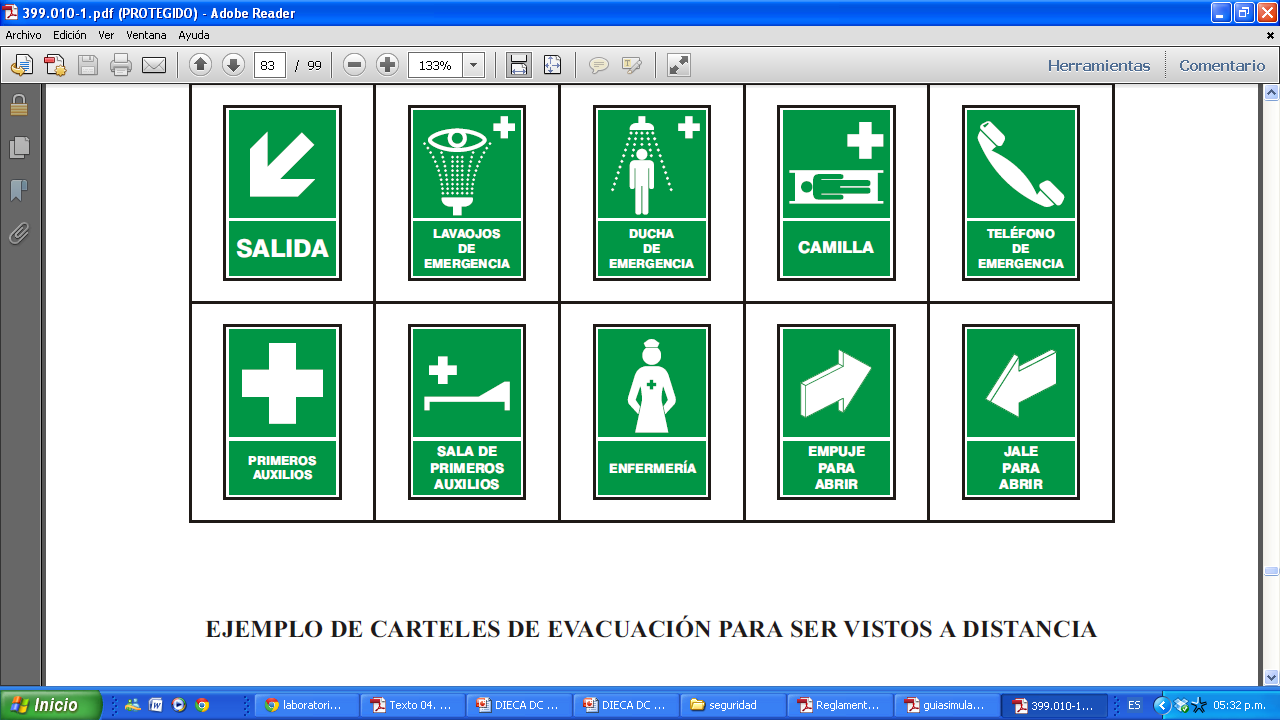 399.010-1.pdf (PROTEGIDO) - Adobe Reader
Archivo Edición Ver Ventana Ayuda
83 / 99 133% Herramientas Comentario
SALIDA
LAVAOJOS
DE
EMERGENCIA
DUCHA
DE
EMERGENCIA
CAMILLA
TELÉFONO
DE
EMERGENCIA
PRIMEROS
AUXILIOS
SALA DE
PRIMEROS
AUXILIOS
ENFERMERÍA
EMPUJE
PARA
ABRIR
JALE
PARA
ABRIR
EJEMPLO DE CARTELES DE EVACUACIÓN PARA SER VISTOS A DISTANCIA
Inicio laboratori... Texto 04. ... DIECA DC ... DIECA DC ... seguridad Reglament... guiasimula... 399.010-1... ES 05:32 p.m.